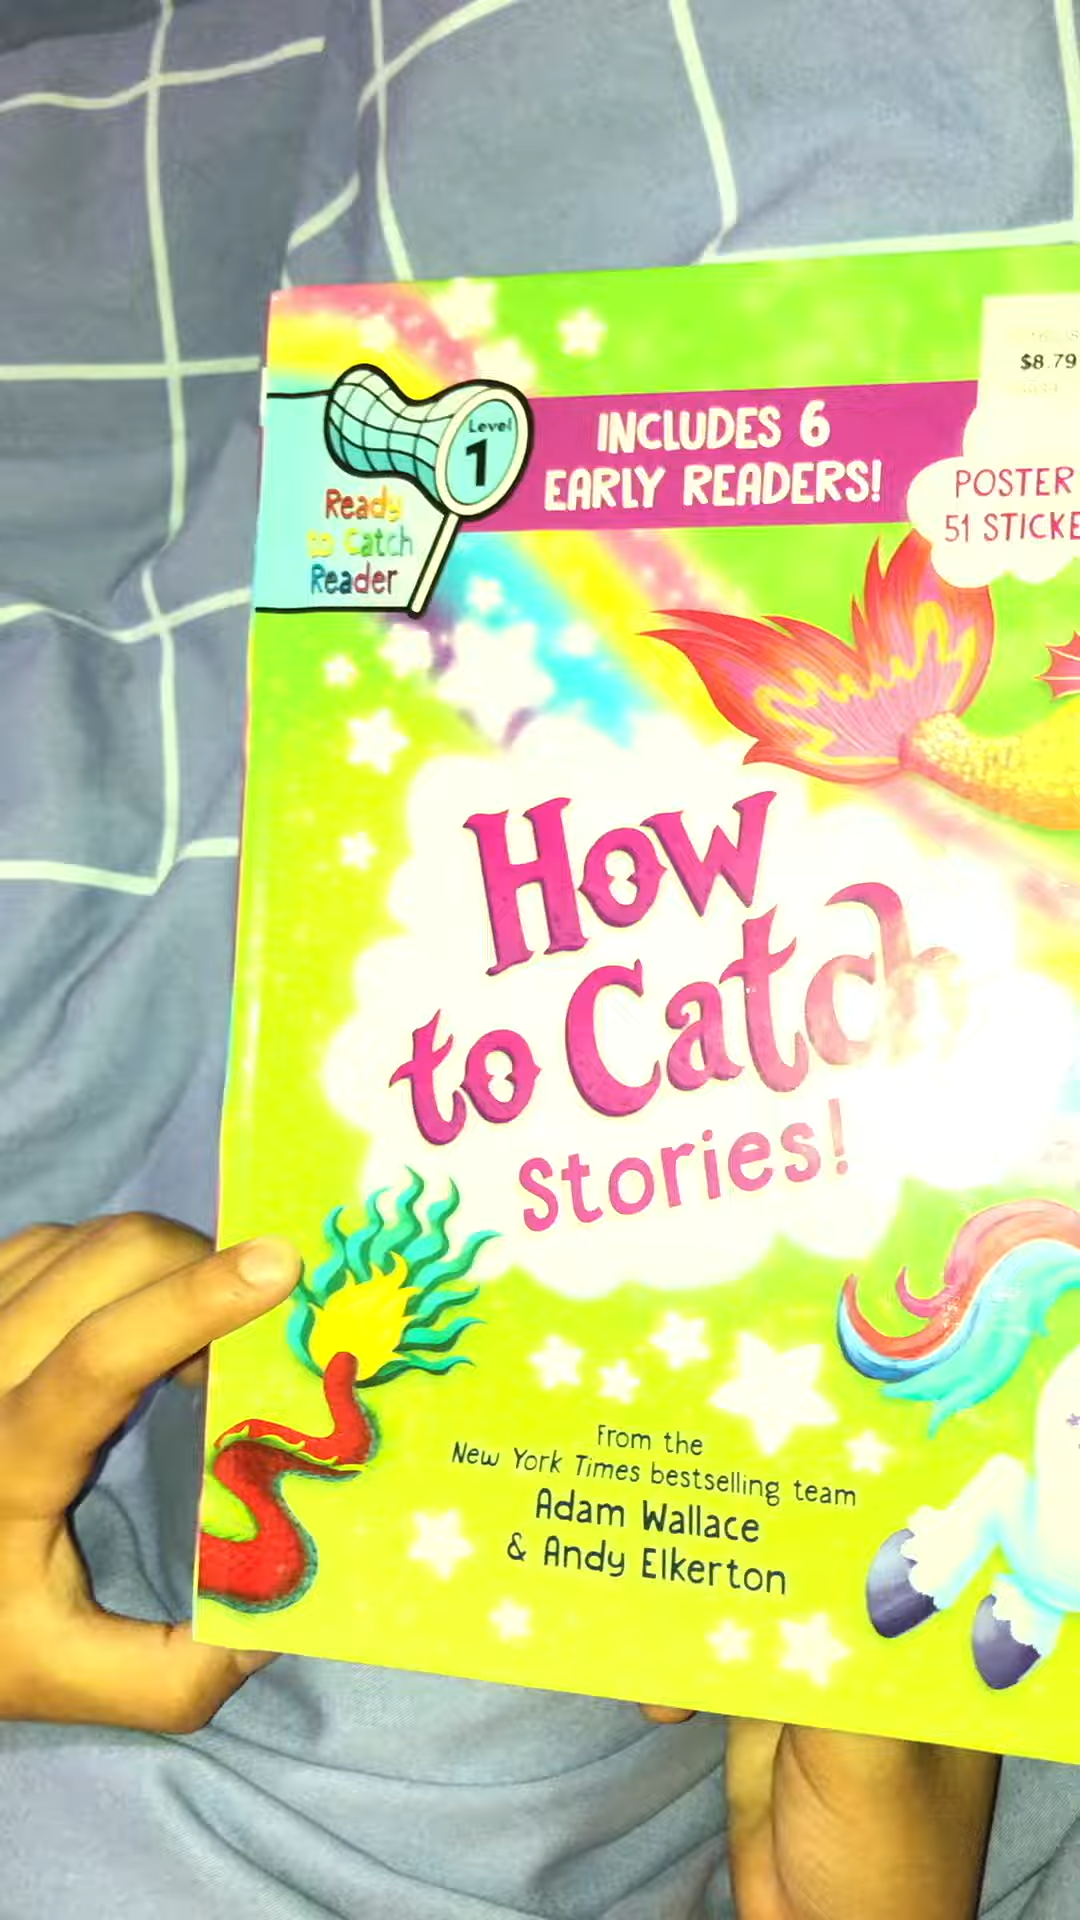 $8.79
Level
1
Ready
to Catch
Reader
INCLUDES 6
EARLY READERS!
POSTER
51
How
to Catch
Stories!
From the
New York Times bestselling team
Adam Wallace
& Andy Elkerton